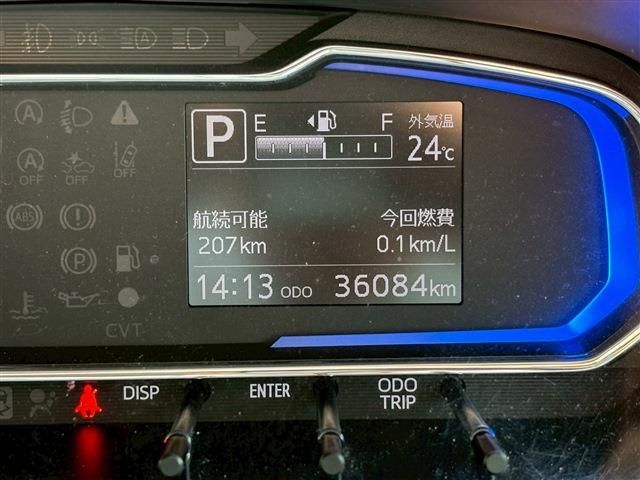 P E F 外気温
24℃
航続可能 今回燃費
207km 0.1km/L
14:13 ODO 36084km
A
A
OFF OFF OFF
ABS
P
CVT
DISP ENTER ODO
TRIP